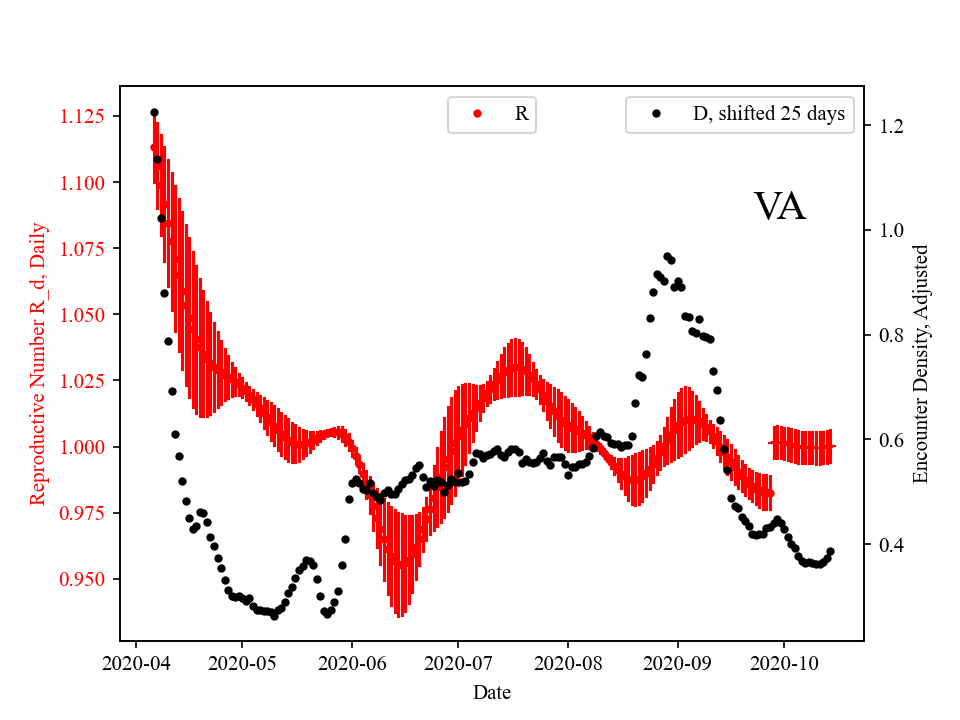 R
D, shifted 25 days
VA
Reproductive Number R_d, Daily
1.125
1.100
1.075
1.050
1.025
1.000
0.975
0.950
1.2
1.0
0.8
0.6
0.4
Encounter Density, Adjusted
2020-04 2020-05 2020-06 2020-07 2020-08 2020-09 2020-10
Date